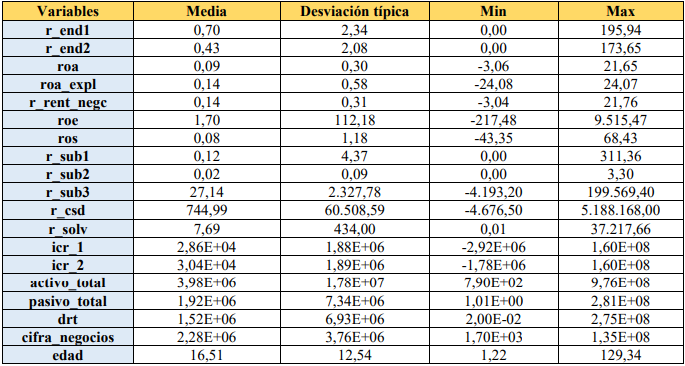 Variables Media Desviación típica Min Max
r_end1 0,70 2,34 0,00 195,94
r_end2 0,43 2,08 0,00 173,65
roa 0,09 0,30 -3,06 21,65
roa_expl 0,14 0,58 -24,08 24,07
r_rent_negc 0,14 0,31 -3,04 21,76
roe 1,70 112,18 -217,48 9.515,47
ros 0,08 1,18 -43,35 68,43
r_sub1 0,12 4,37 0,00 311,36
r_sub2 0,02 0,09 0,00 3,30
r_sub3 27,14 2.327,78 -4.193,20 199.569,40
r_csd 744,99 60.508,59 -4.676,50 5.188.168,00
r_solv 7,69 434,00 0,01 37.217,66
icr_1 2,86E+04 1,88E+06 -2,92E+06 1,60E+08
icr_2 3,04E+04 1,89E+06 -1,78E+06 1,60E+08
activo_total 3,98E+06 1,78E+07 7,90E+02 9,76E+08
pasivo_total 1,92E+06 7,34E+06 1,01E+00 2,81E+08
drt 1,52E+06 6,93E+06 2,00E-02 2,75E+08
cifra_negocios 2,28E+06 3,76E+06 1,70E+03 1,35E+08
edad 16,51 12,54 1,22 129,34